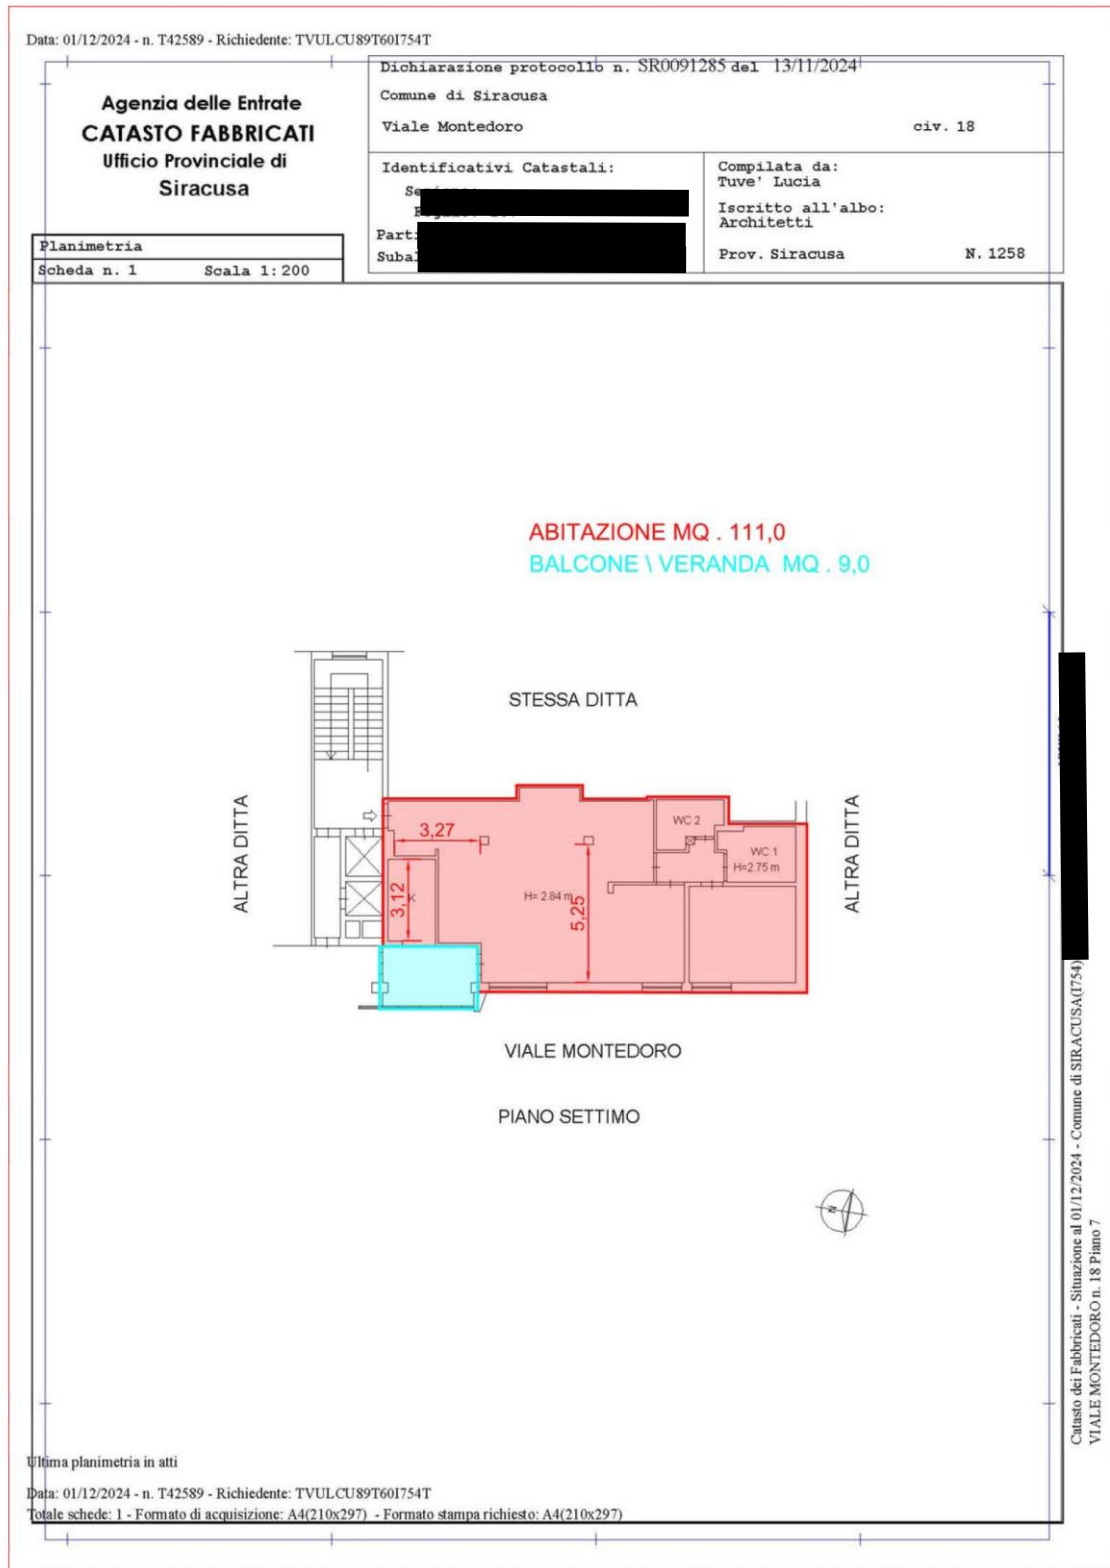 Data: 01/12/2024 - n. T42589 - Richiedente: TVULCU89T60I754T
Agenzia delle Entrate
CATASTO FABBRICATI
Ufficio Provinciale di
Siracusa
Dichiarazione protocollo n. SR0091285 del 13/11/2024
Comune di Siracusa
Viale Montedoro civ. 18
Identificativi Catastali:
Compilata da:
Tuve' Lucia
Iscritto all'albo:
Architetti
Prov. Siracusa N. 1258
Planimetria
Scheda n. 1 Scala 1:200
ABITAZIONE MQ . 111,0
BALCONE \ VERANDA MQ . 9,0
STESSA DITTA
ALTRA DITTA
ALTRA DITTA
3,27
WC 2
WC 1
H=2.75 m
3,12
K
H= 2.84 m
5,25
VIALE MONTEDORO
PIANO SETTIMO
N
Catasto dei Fabbricati - Situazione al 01/12/2024 - Comune di SIRACUSA(I754)
VIALE MONTEDORO n. 18 Piano 7
Ultima planimetria in atti
Data: 01/12/2024 - n. T42589 - Richiedente: TVULCU89T60I754T
Totale schede: 1 - Formato di acquisizione: A4(210x297) - Formato stampa richiesto: A4(210x297)